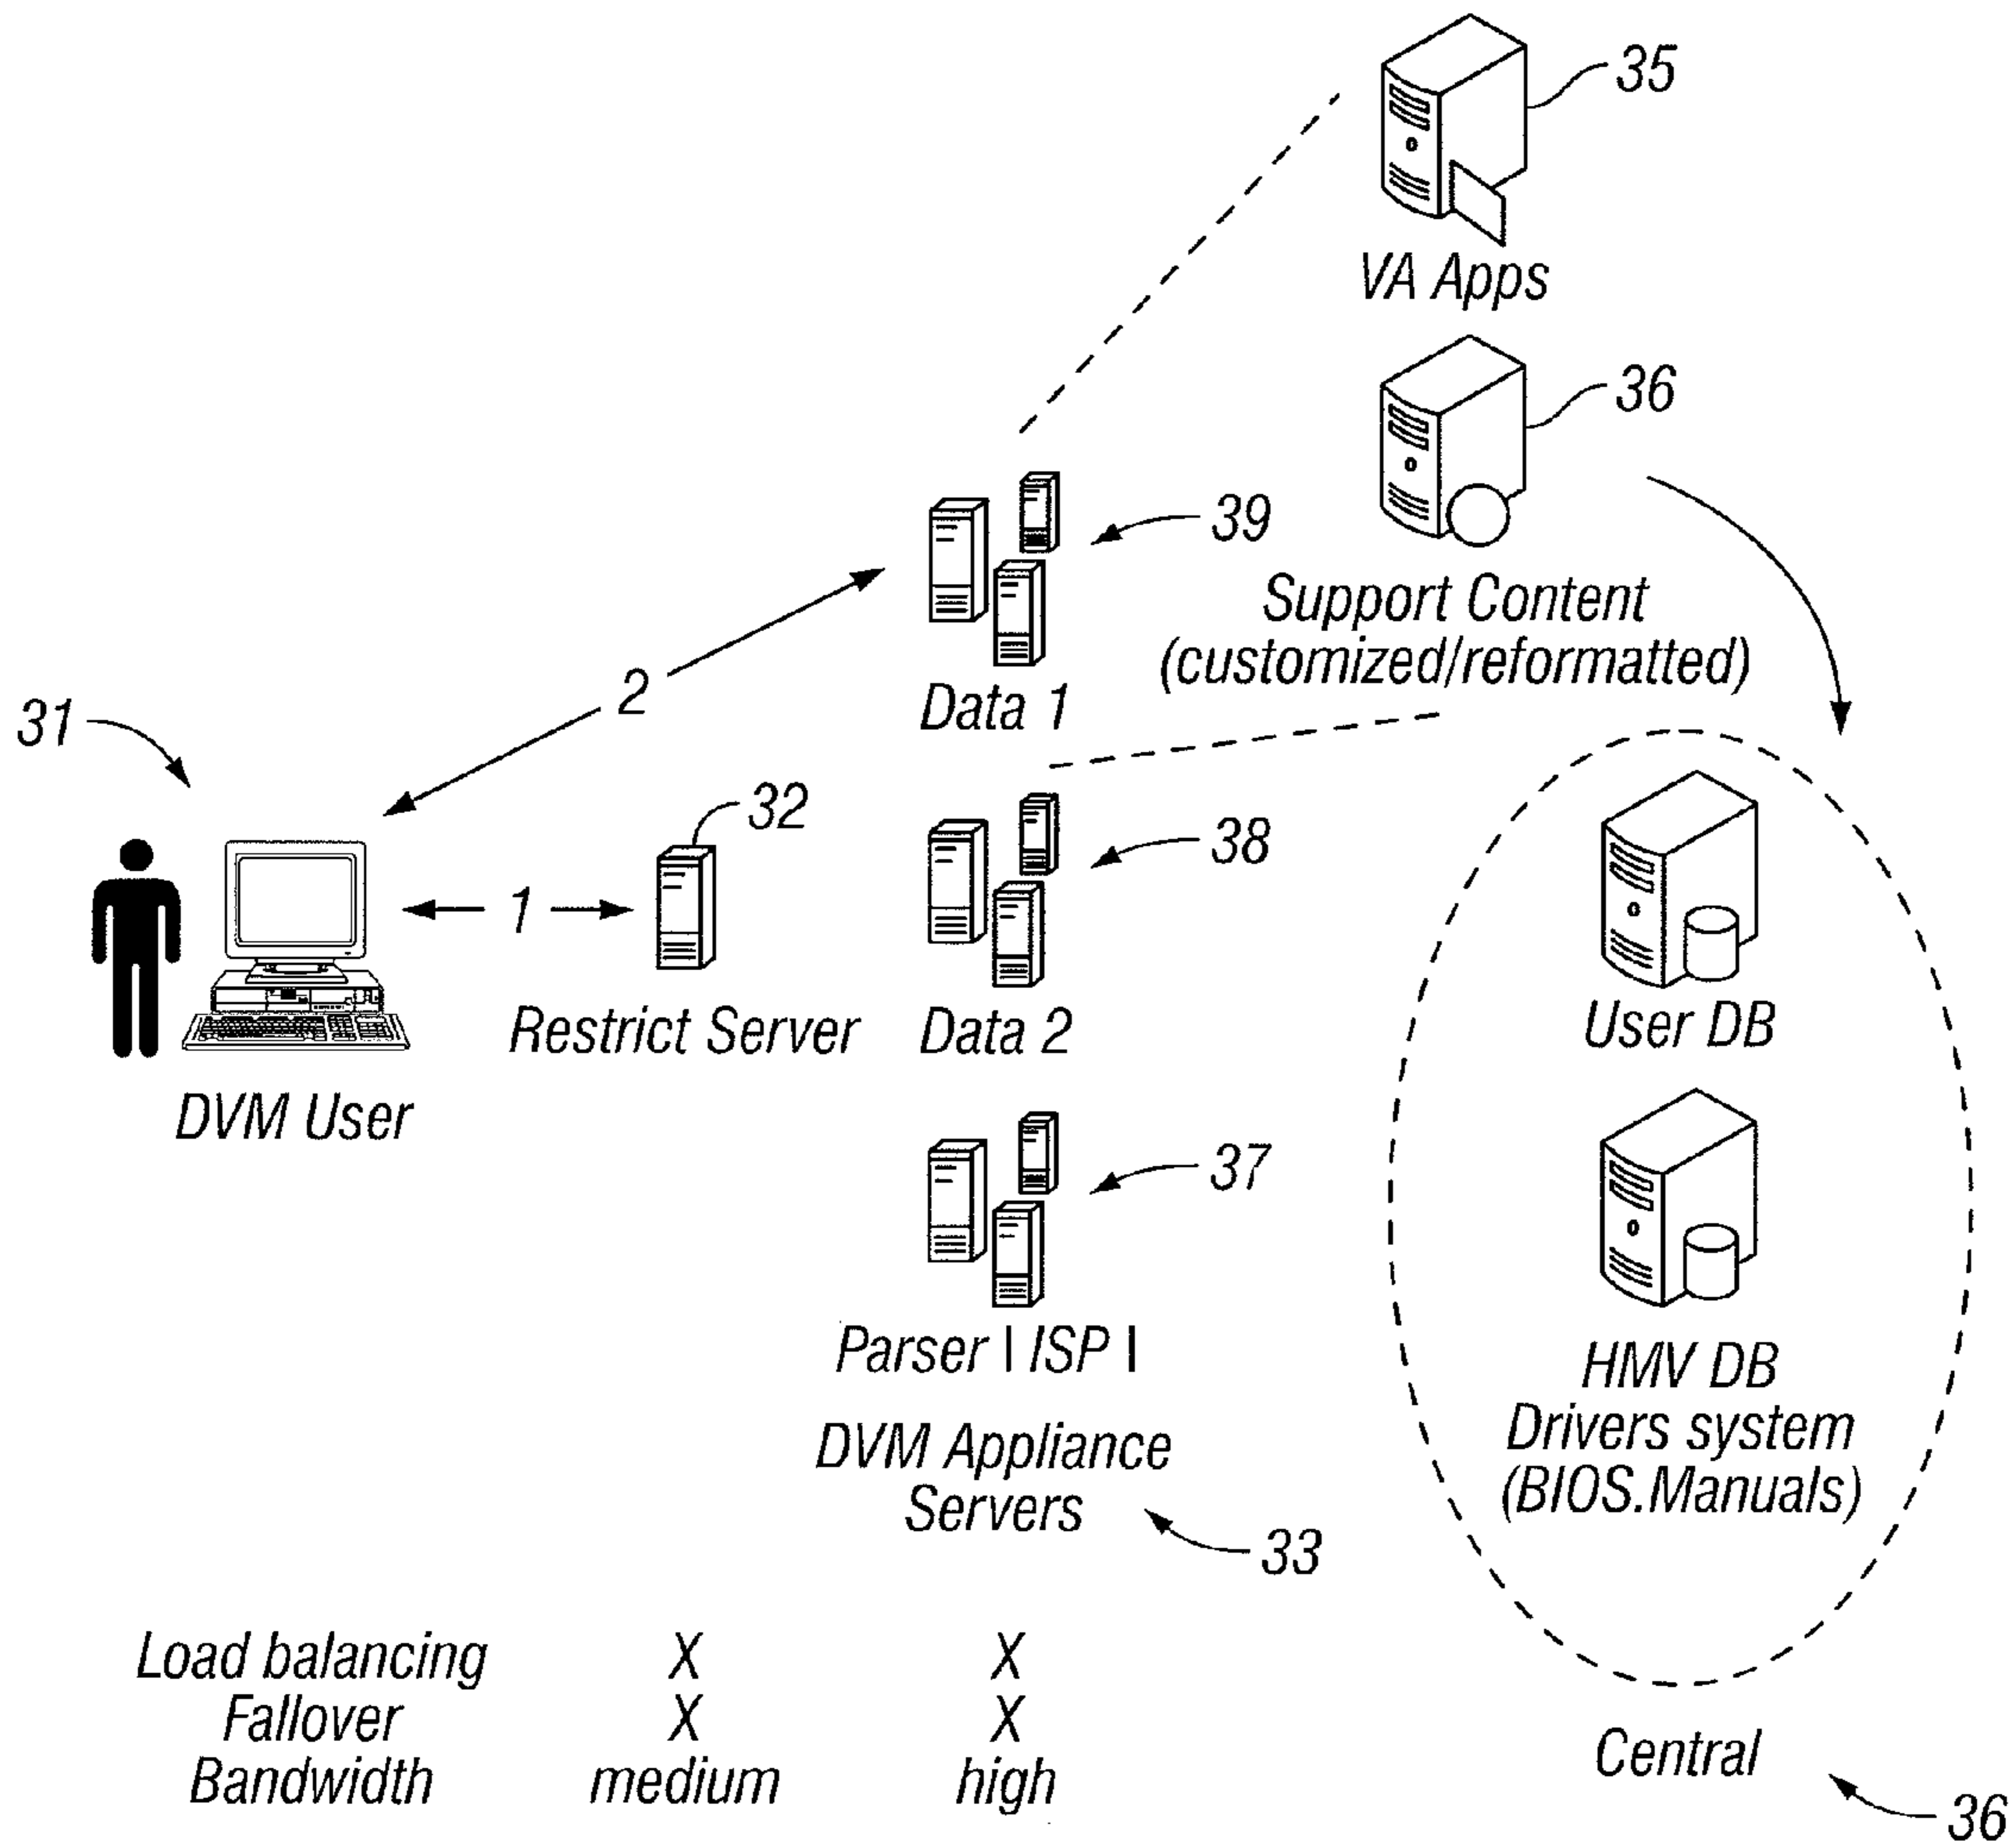 35
VA Apps
36
Support Content
(customized/reformatted)
39
Data 1
2
31
32
1
Restrict Server
DVM User
38
Data 2
37
Parser | ISP |
DVM Appliance
Servers
33
User DB
HMV DB
Drivers system
(BIOS.Manuals)
Central
36
Load balancing X X
Fallover X X
Bandwidth medium high